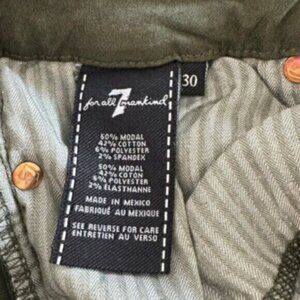 7
for all mankind
30
50% MODAL
42% COTTON
6% POLYESTER
2% SPANDEX
50% MODAL
42% COTON
6% POLYESTER
2% ÉLASTHANNE
MADE IN MEXICO
FABRIQUÉ AU MEXIQUE
SEE REVERSE FOR CARE
ENTRETIEN AU VERSO